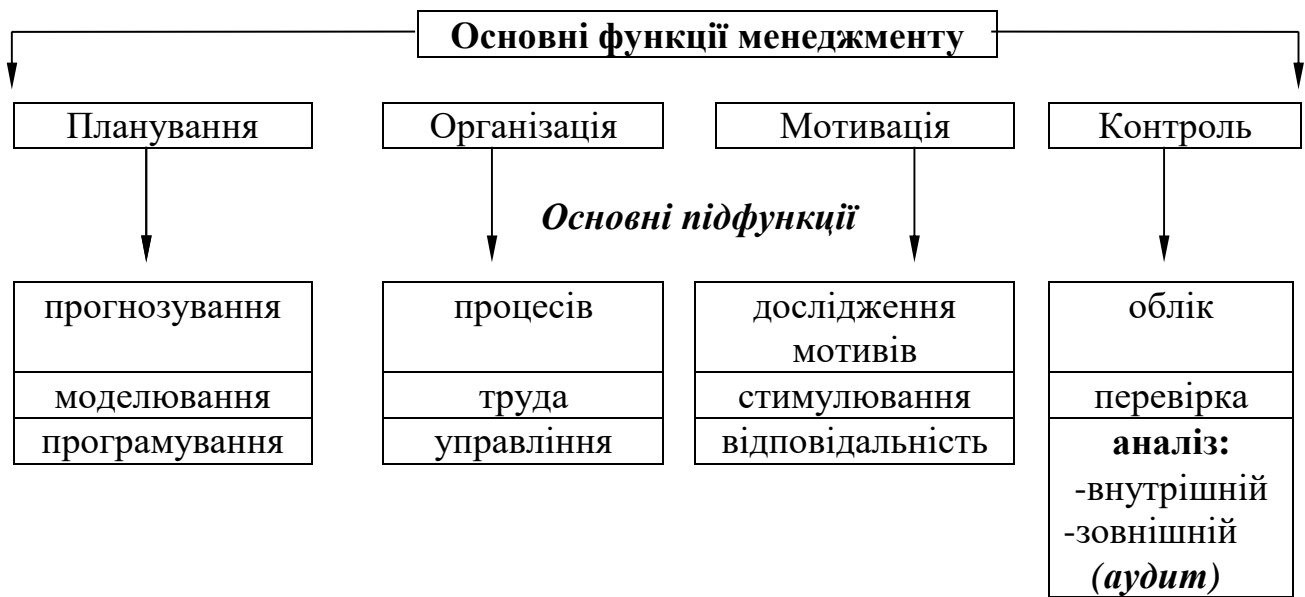 Основні функції менеджменту
Планування
Організація
Мотивація
Контроль
Основні підфункції
прогнозування
моделювання
програмування
процесів
труда
управління
дослідження
мотивів
стимулювання
відповідальність
облік
перевірка
аналіз:
-внутрішній
-зовнішній
(аудит)